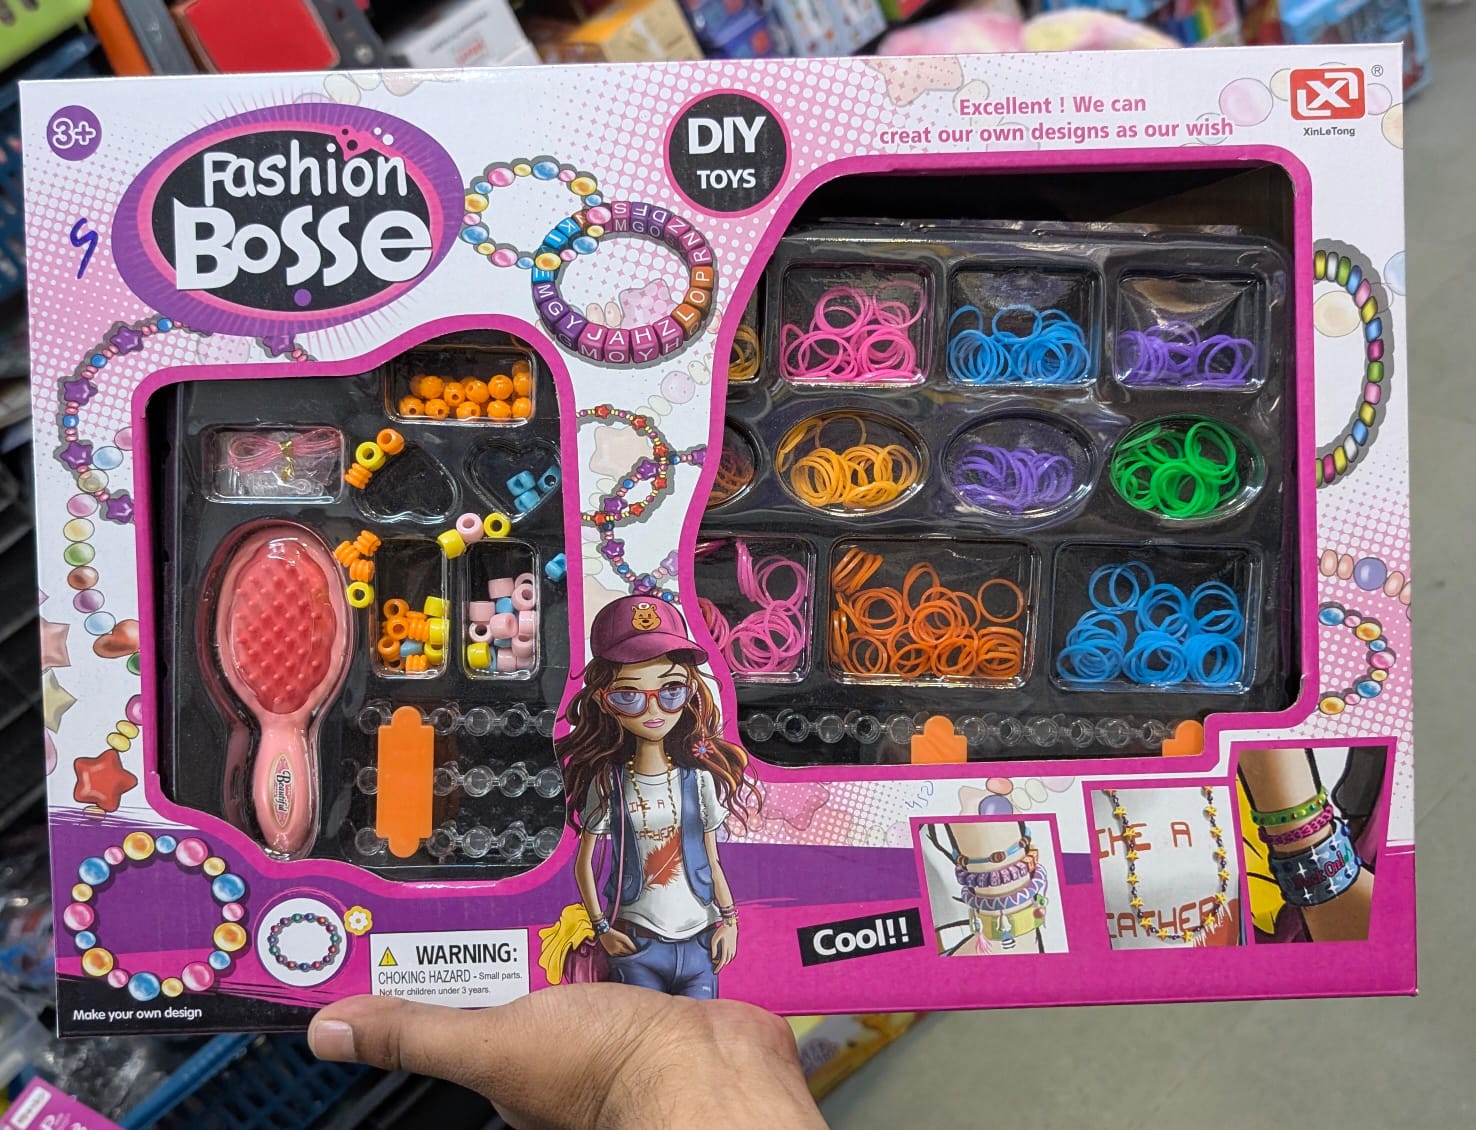 3+
Fashion
BoSSe
DIY
TOYS
Excellent ! We can
creat our own designs as our wish
X
®
XinLeTong
Beautiful
Cool!!
WARNING:
CHOKING HAZARD - Small parts.
Not for children under 3 years.
Make your own design